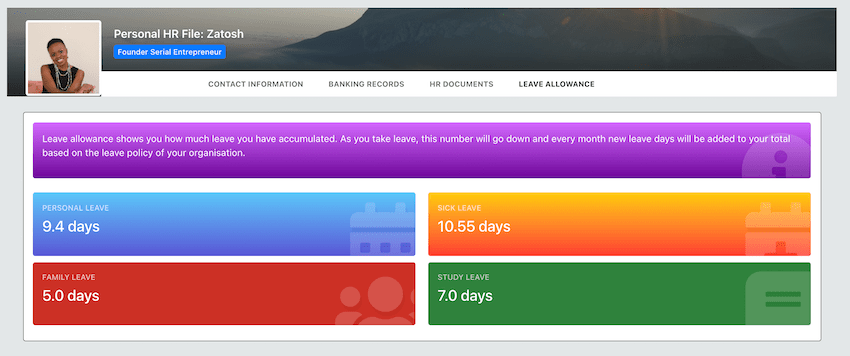 Personal HR File: Zatosh
Founder Serial Entrepreneur
CONTACT INFORMATION BANKING RECORDS HR DOCUMENTS LEAVE ALLOWANCE
Leave allowance shows you how much leave you have accumulated. As you take leave, this number will go down and every month new leave days will be added to your total
based on the leave policy of your organisation.
PERSONAL LEAVE
9.4 days
SICK LEAVE
10.55 days
FAMILY LEAVE
5.0 days
STUDY LEAVE
7.0 days